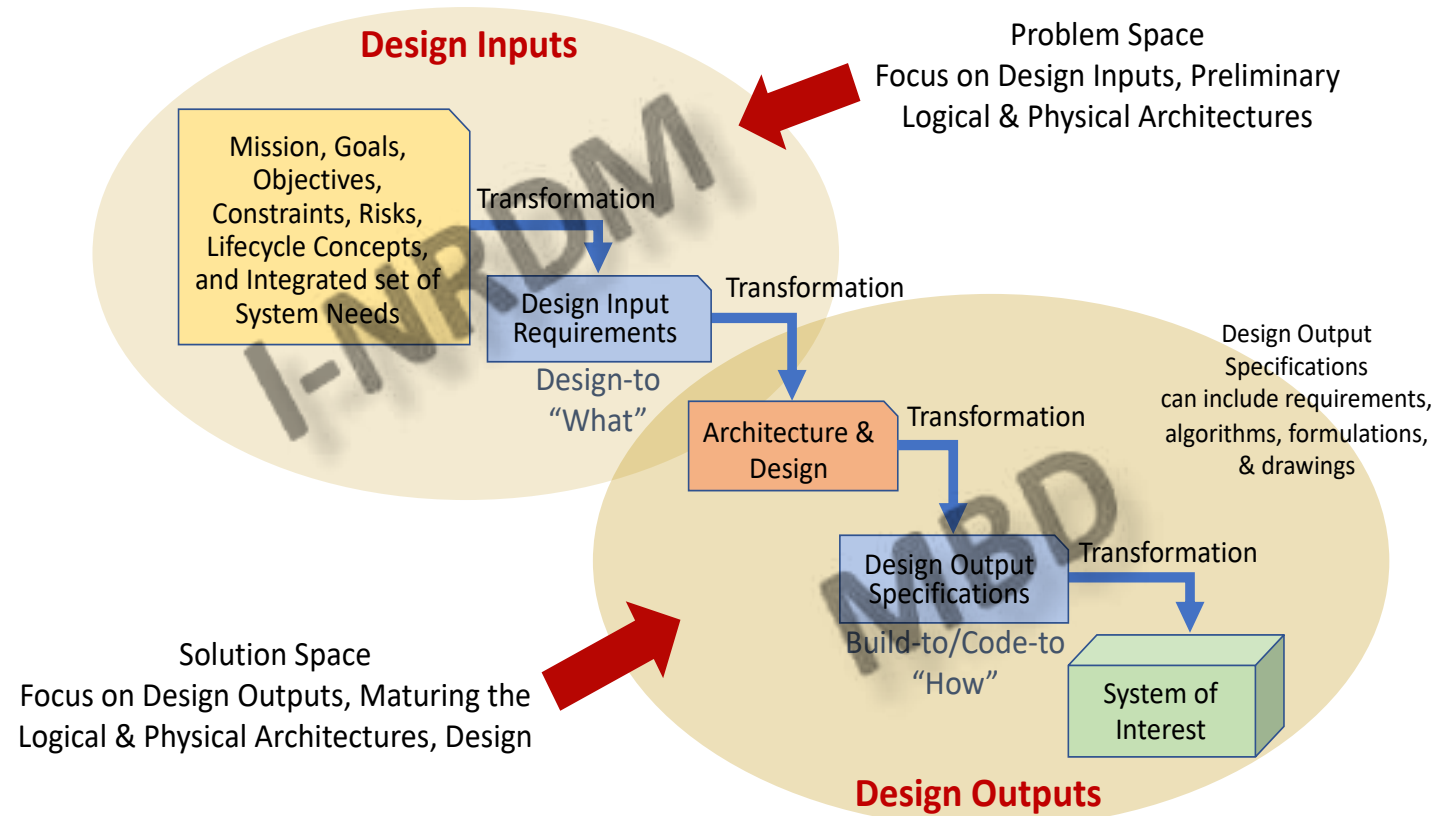 Design Inputs
Problem Space
Focus on Design Inputs, Preliminary
Logical & Physical Architectures
Mission, Goals,
Objectives,
Constraints, Risks,
Lifecycle Concepts,
and Integrated set of
System Needs
Transformation
I-NRDM
Design Input
Requirements
Design-to
“What”
Transformation
Architecture &
Design
Transformation
Design Output
Specifications
can include requirements,
algorithms, formulations,
& drawings
MBD
Design Output
Specifications
Build-to/Code-to
“How”
Transformation
System of
Interest
Solution Space
Focus on Design Outputs, Maturing the
Logical & Physical Architectures, Design
Design Outputs